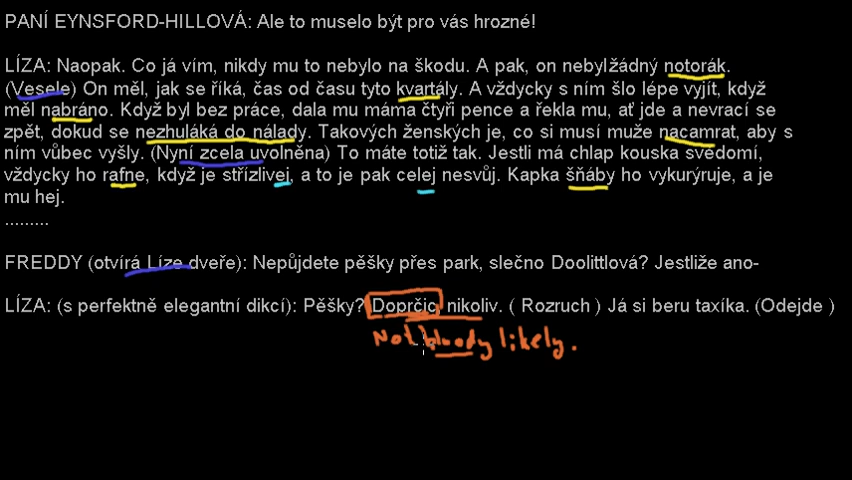 PANÍ EYNSFORD-HILLOVÁ: Ale to muselo být pro vás hrozné!
LÍZA: Naopak. Co já vím, nikdy mu to nebylo na škodu. A pak, on nebylžádný notorák.
(Vesele) On měl, jak se říká, čas od času tyto kvartály. A vždycky s ním šlo lépe vyjít, když
měl nabráno. Když byl bez práce, dala mu máma čtyři pence a řekla mu, ať jde a nevrací se
zpět, dokud se nezhuláká do nálady. Takových ženských je, co si musí muže nacamrat, aby s
ním vůbec vyšly. (Nyní zcela uvolněna) To máte totiž tak. Jestli má chlap kouska svědomí,
vždycky ho rafne, když je střízlivej, a to je pak celej nesvůj. Kapka šňáby ho vykurýruje, a je
mu hej.
.........
FREDDY (otvírá Líze dveře): Nepůjdete pěšky přes park, slečno Doolittlová? Jestliže ano-
LÍZA: (s perfektně elegantní dikcí): Pěšky? Doprčic, nikoliv. ( Rozruch ) Já si beru taxíka. (Odejde )
Not bloody likely.